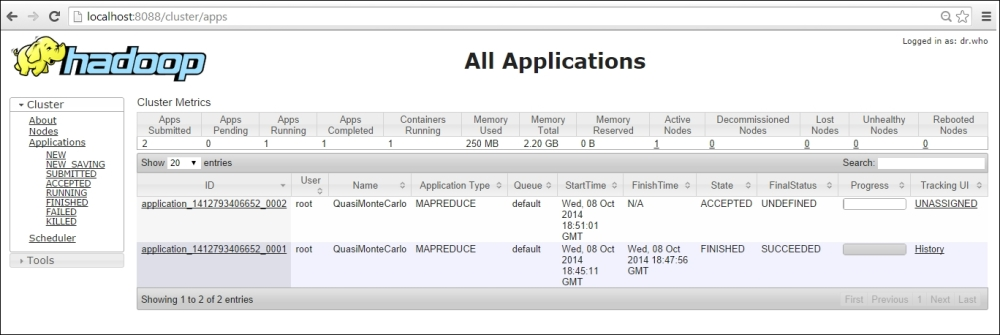 localhost:8088/cluster/apps
Logged in as: dr.who
hadoop
All Applications
Cluster
About
Nodes
Applications
NEW
NEW_SAVING
SUBMITTED
ACCEPTED
RUNNING
FINISHED
FAILED
KILLED
Scheduler
Tools
Cluster Metrics
Apps Submitted Apps Pending Apps Running Apps Completed Containers Running Memory Used Memory Total Memory Reserved Active Nodes Decommissioned Nodes Lost Nodes Unhealthy Nodes Rebooted Nodes
2 0 1 1 1 250 MB 2.20 GB 0 B 1 0 0 0 0
Show 20 entries Search:
ID User Name Application Type Queue StartTime FinishTime State FinalStatus Progress Tracking UI
application_1412793406652_0002 root QuasiMonteCarlo MAPREDUCE default Wed, 08 Oct 2014 18:51:01 GMT N/A ACCEPTED UNDEFINED UNASSIGNED
application_1412793406652_0001 root QuasiMonteCarlo MAPREDUCE default Wed, 08 Oct 2014 18:45:11 GMT Wed, 08 Oct 2014 18:47:56 GMT FINISHED SUCCEEDED History
Showing 1 to 2 of 2 entries First Previous 1 Next Last